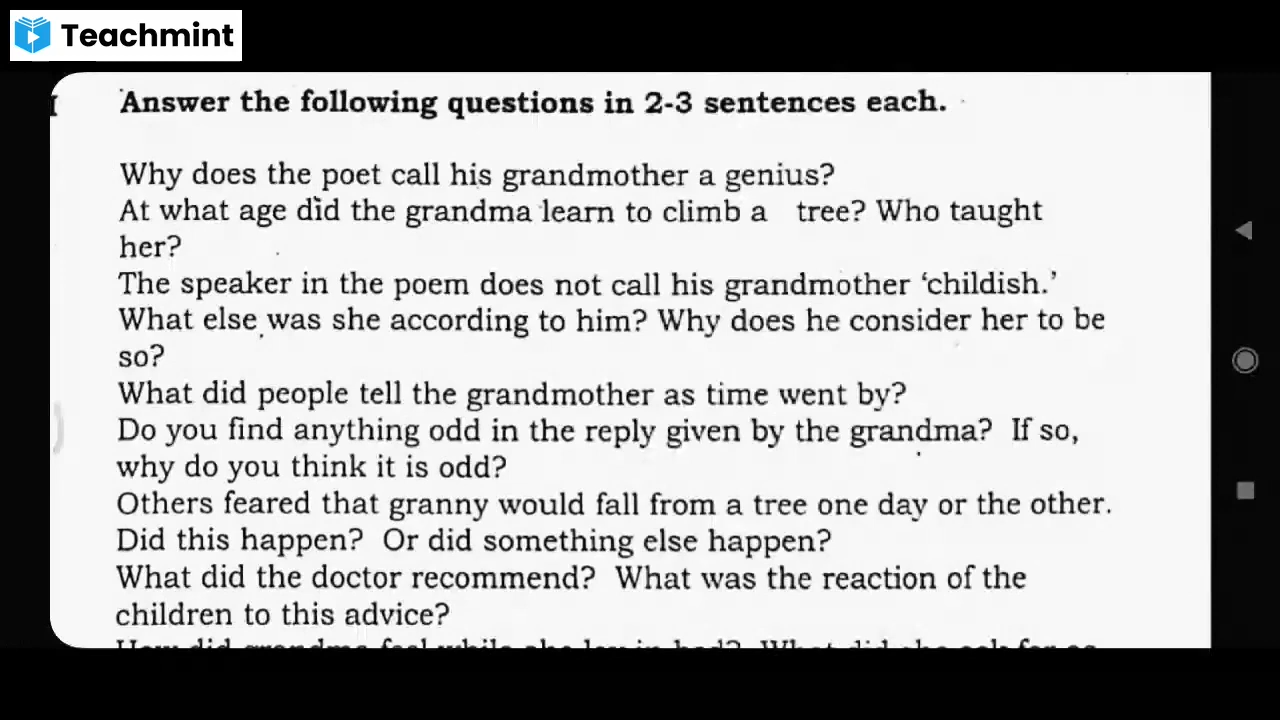 Teachmint
Answer the following questions in 2-3 sentences each.
Why does the poet call his grandmother a genius?
At what age did the grandma learn to climb a tree? Who taught
her?
The speaker in the poem does not call his grandmother ‘childish.’
What else was she according to him? Why does he consider her to be
so?
What did people tell the grandmother as time went by?
Do you find anything odd in the reply given by the grandma? If so,
why do you think it is odd?
Others feared that granny would fall from a tree one day or the other.
Did this happen? Or did something else happen?
What did the doctor recommend? What was the reaction of the
children to this advice?